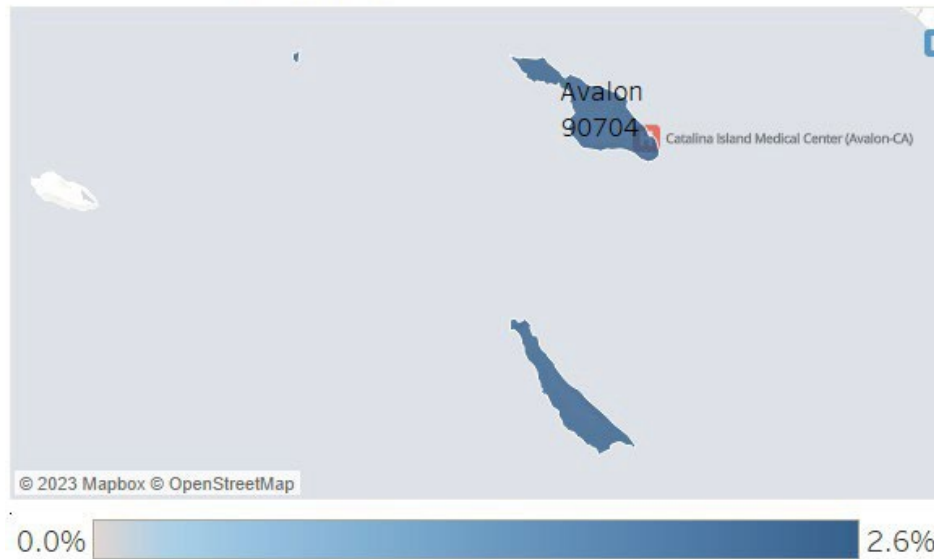 Avalon
90704
Catalina Island Medical Center (Avalon-CA)
© 2023 Mapbox © OpenStreetMap
0.0%
2.6%